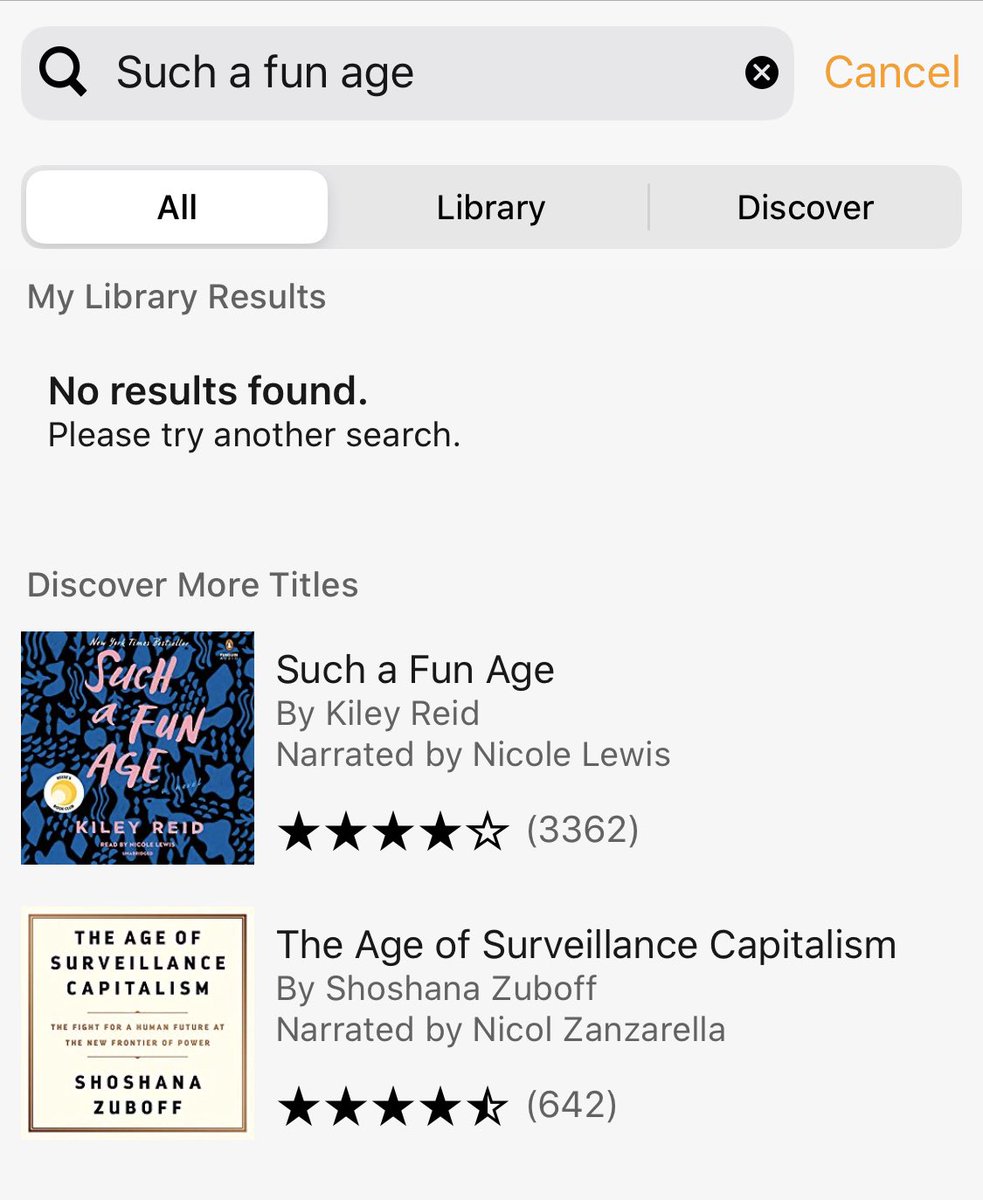 Such a fun age
Cancel
All
Library
Discover
My Library Results
No results found.
Please try another search.
Discover More Titles
New York Times Bestseller
SUCH
a FUN
AGE
a novel
KILEY REID
READ BY NICOLE LEWIS
UNABRIDGED
Such a Fun Age
By Kiley Reid
Narrated by Nicole Lewis
(3362)
THE AGE OF
SURVEILLANCE
CAPITALISM
THE FIGHT FOR A HUMAN FUTURE AT
THE NEW FRONTIER OF POWER
SHOSHANA
ZUBOFF
The Age of Surveillance Capitalism
By Shoshana Zuboff
Narrated by Nicol Zanzarella
(642)